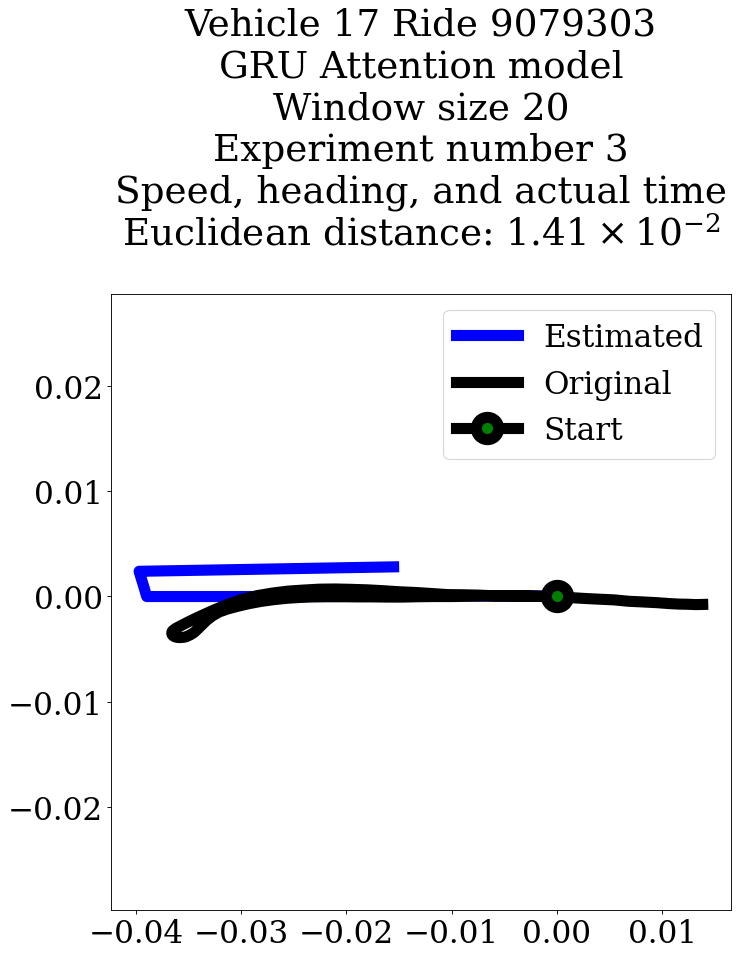 Vehicle 17 Ride 9079303
GRU Attention model
Window size 20
Experiment number 3
Speed, heading, and actual time
Euclidean distance: 1.41 × 10⁻²
Estimated
Original
Start
0.02
0.01
0.00
−0.01
−0.02
−0.04 −0.03 −0.02 −0.01 0.00 0.01